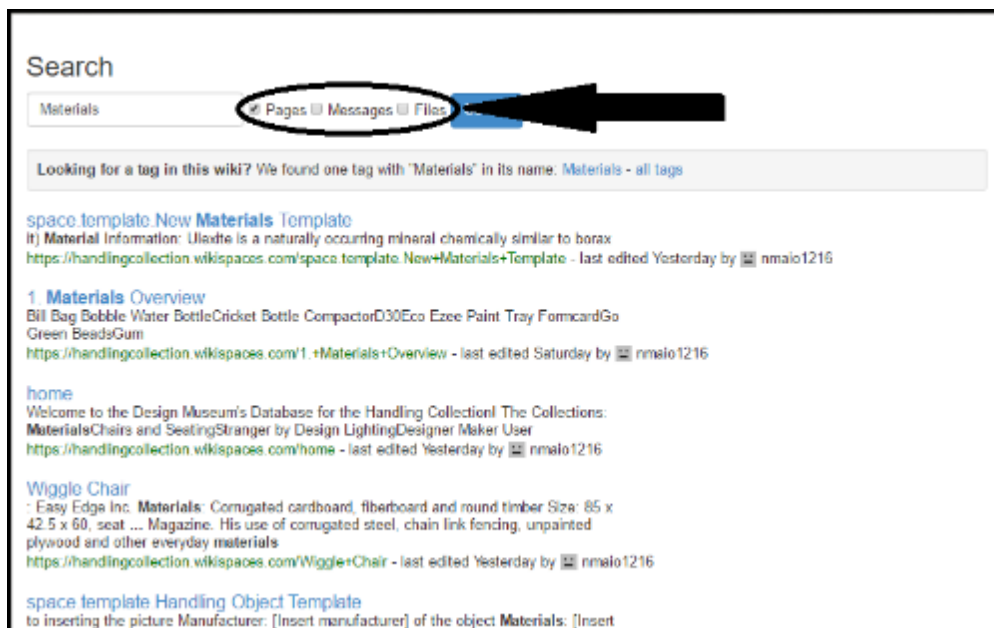 Search
Materials Pages Messages Files
Looking for a tag in this wiki? We found one tag with "Materials" in its name: Materials - all tags
space.template.New Materials Template
it) Material Information: Ulexite is a naturally occurring mineral chemically similar to borax
https://handlingcollection.wikispaces.com/space.template.New+Materials+Template - last edited Yesterday by nmaio1216
1. Materials Overview
Bill Bag Bobble Water BottleCricket Bottle CompactorD30Eco Ezee Paint Tray FormcardGo
Green BeadsGum
https://handlingcollection.wikispaces.com/1.+Materials+Overview - last edited Saturday by nmaio1216
home
Welcome to the Design Museum's Database for the Handling Collection! The Collections:
MaterialsChairs and SeatingStranger by Design LightingDesigner Maker User
https://handlingcollection.wikispaces.com/home - last edited Yesterday by nmaio1216
Wiggle Chair
: Easy Edge Inc. Materials: Corrugated cardboard, fiberboard and round timber Size: 85 x
42.5 x 60, seat ... Magazine. His use of corrugated steel, chain link fencing, unpainted
plywood and other everyday materials
https://handlingcollection.wikispaces.com/Wiggle+Chair - last edited Yesterday by nmaio1216
space.template.Handling Object Template
to inserting the picture Manufacturer: [Insert manufacturer] of the object Materials: [Insert